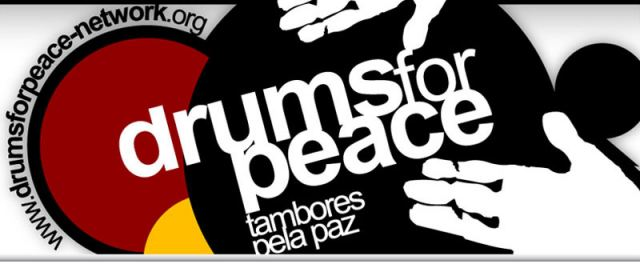 www.drumsforpeace-network.org
drumsfor
peace
tambores
pela paz